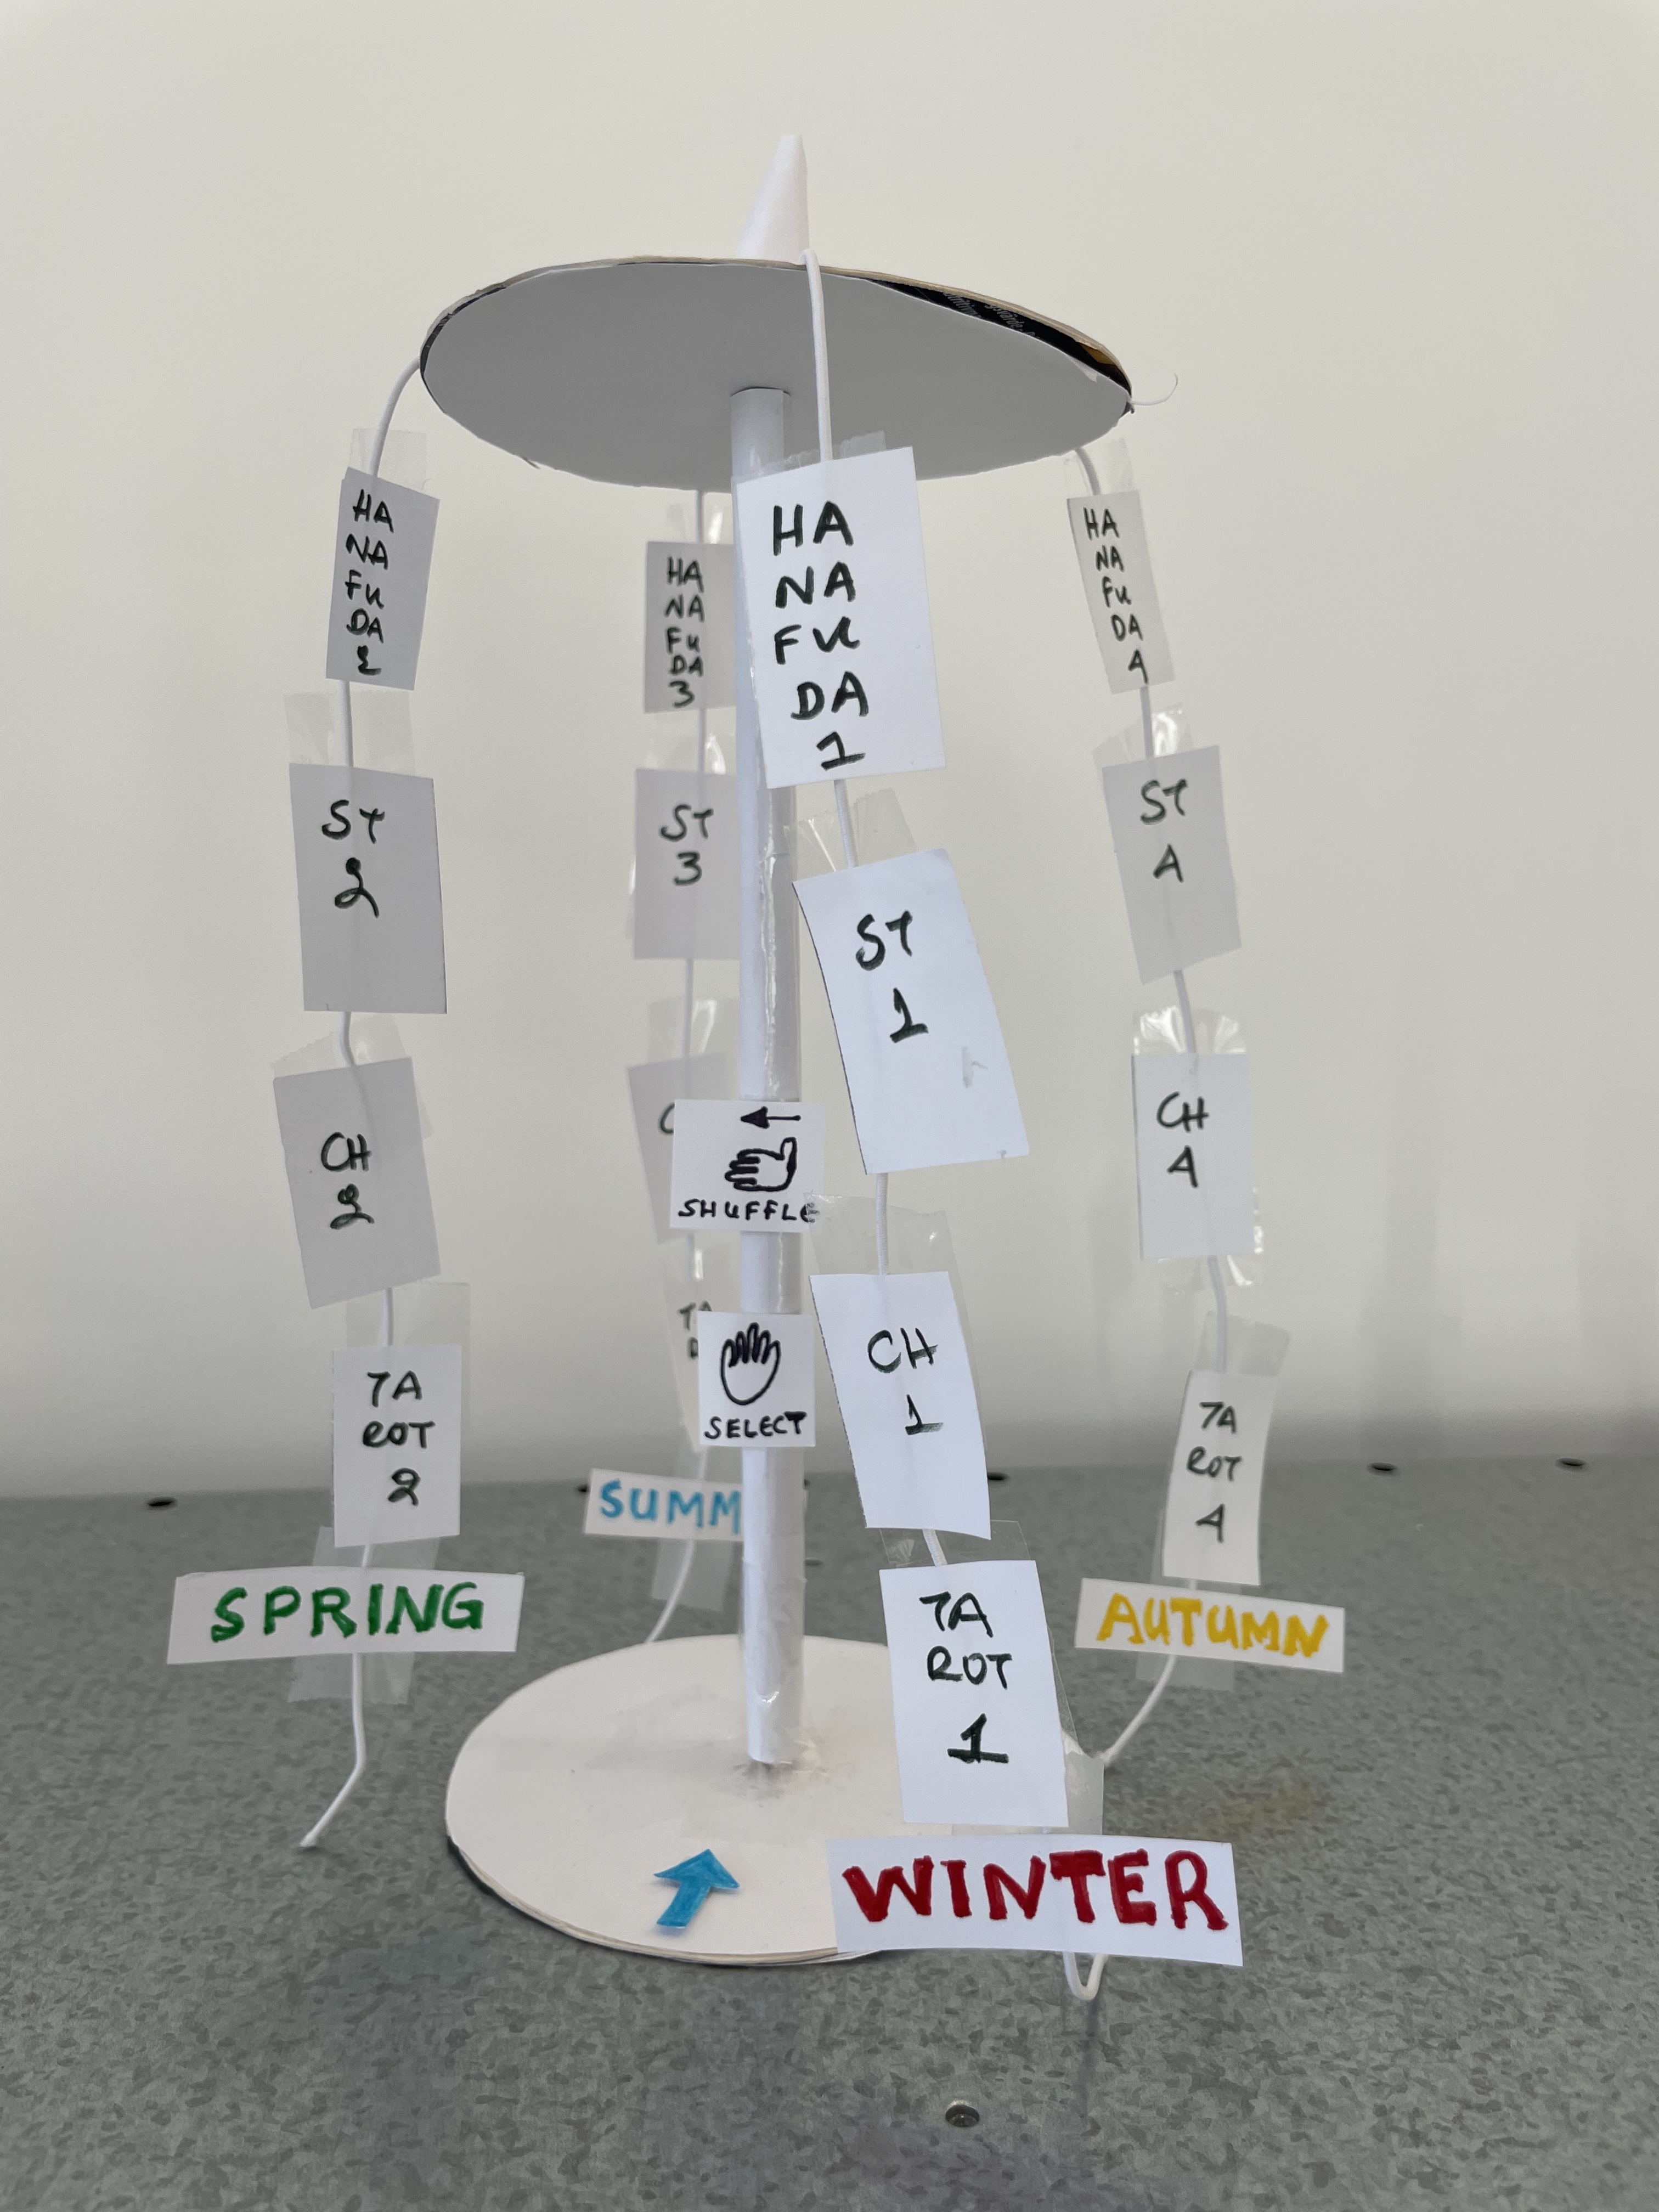 HA
NA
FU
DA
2
ST
2
CH
2
TA
ROT
2
SPRING
HA
NA
FU
DA
3
ST
3
C
TA
SUMM
SHUFFLE
SELECT
HA
NA
FU
DA
1
ST
1
CH
1
TA
ROT
1
WINTER
HA
NA
FU
DA
4
ST
4
CH
4
TA
ROT
4
AUTUMN